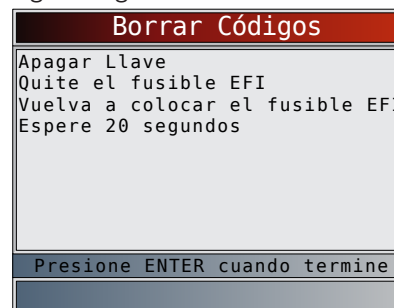 Borrar Códigos
Apagar Llave
Quite el fusible EFI
Vuelva a colocar el fusible EFI
Espere 20 segundos
Presione ENTER cuando termine